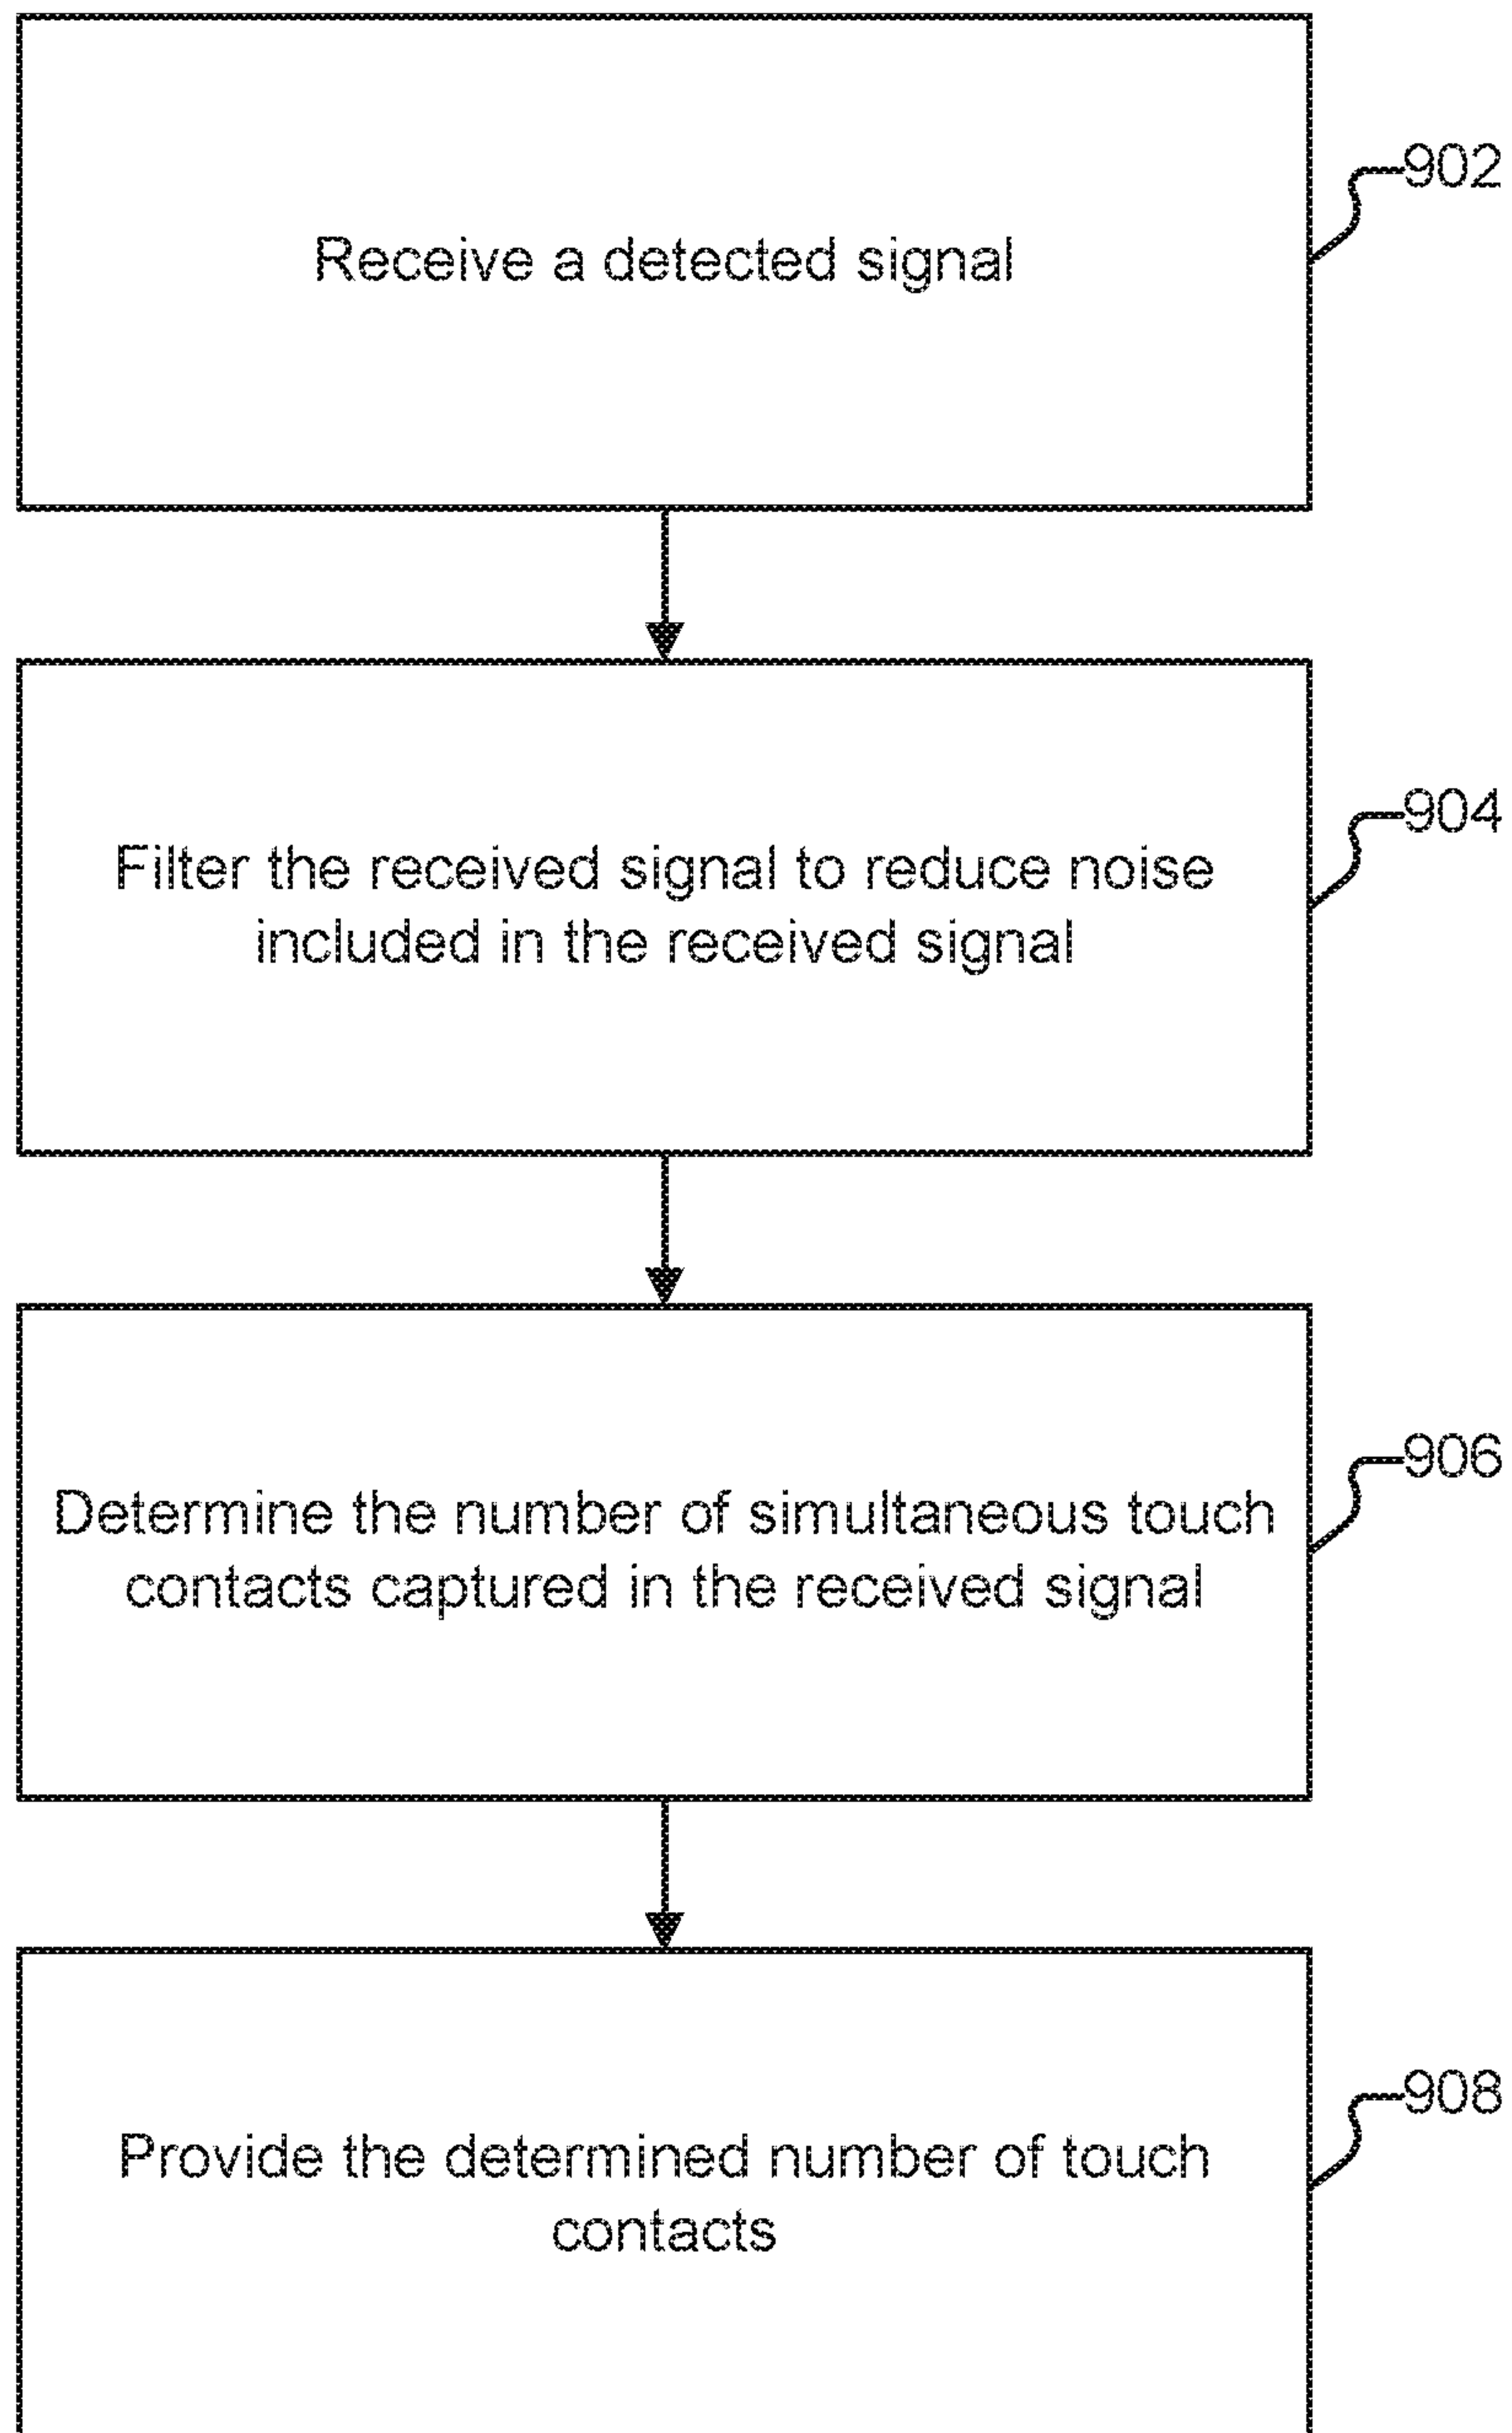 Receive a detected signal
902
Filter the received signal to reduce noise
included in the received signal
904
Determine the number of simultaneous touch
contacts captured in the received signal
906
Provide the determined number of touch
contacts
908